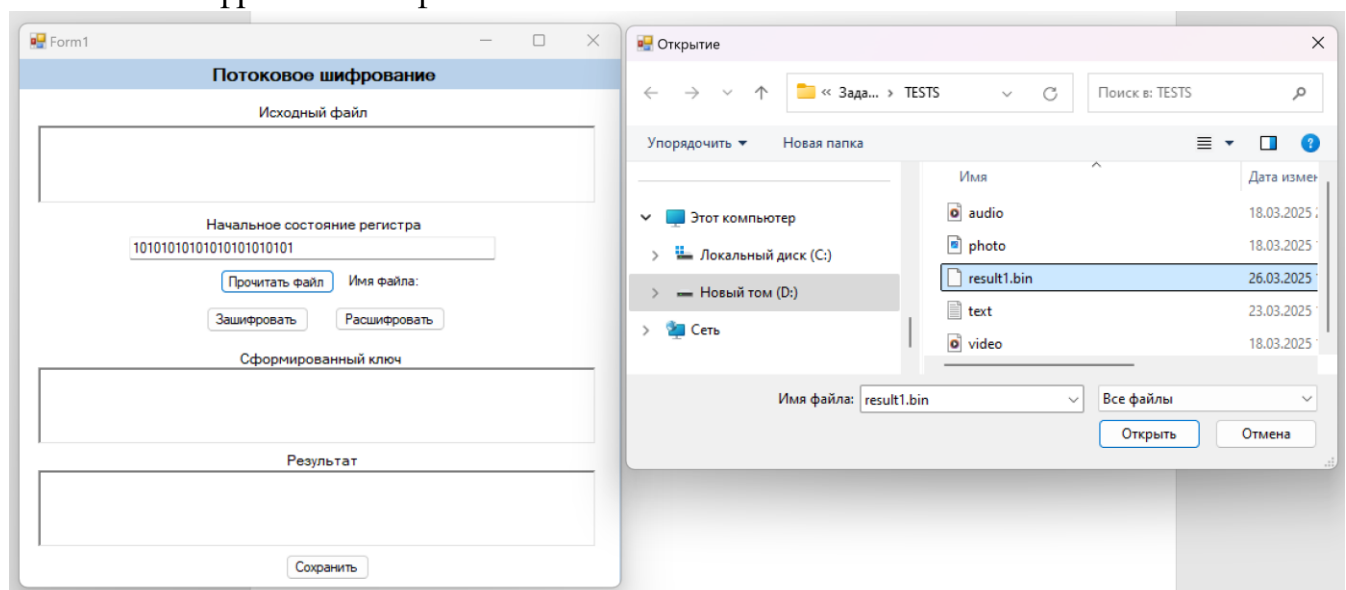 Form1
Потоковое шифрование
Исходный файл
Начальное состояние регистра
10101010101010101010101
Прочитать файл Имя файла:
Зашифровать Расшифровать
Сформированный ключ
Результат
Сохранить
Открытие
« Зада... › TESTS
Поиск в: TESTS
Упорядочить Новая папка
Имя Дата измен
Этот компьютер
Локальный диск (C:)
Новый том (D:)
Сеть
audio 18.03.2025
photo 18.03.2025
result1.bin 26.03.2025
text 23.03.2025
video 18.03.2025
Имя файла: result1.bin Все файлы
Открыть Отмена